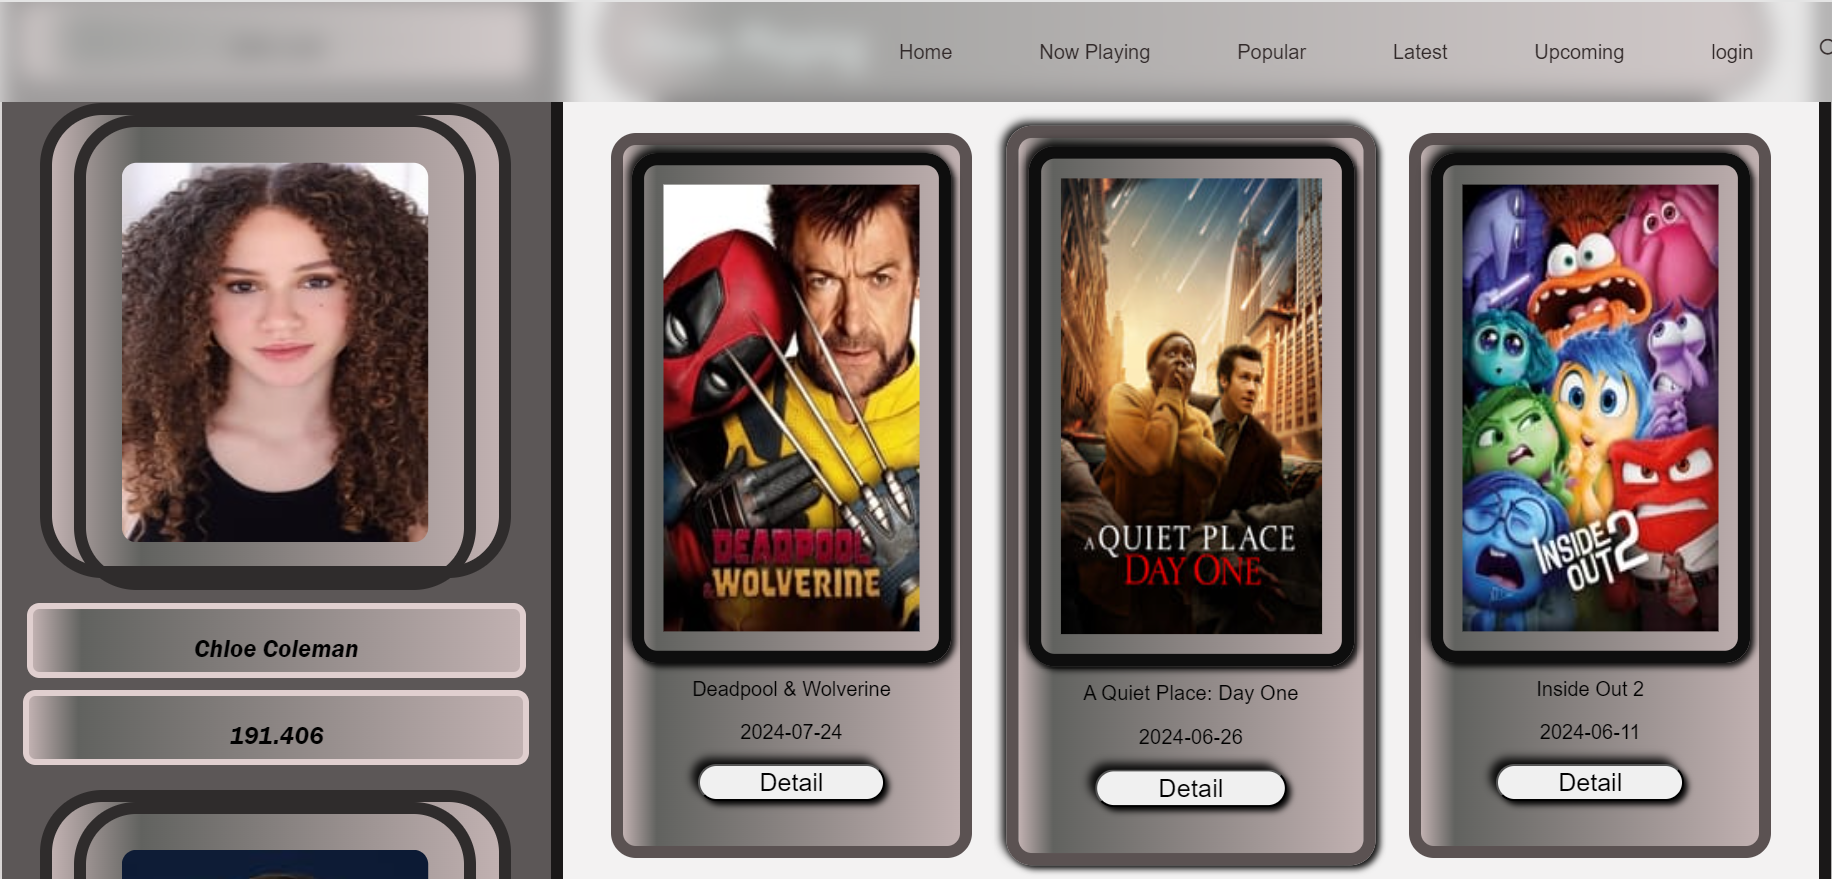 Home
Now Playing
Popular
Latest
Upcoming
login
Chloe Coleman
191.406
DEADPOOL
& WOLVERINE
Deadpool & Wolverine
2024-07-24
Detail
A QUIET PLACE
DAY ONE
A Quiet Place: Day One
2024-06-26
Detail
INSIDE
OUT 2
Inside Out 2
2024-06-11
Detail